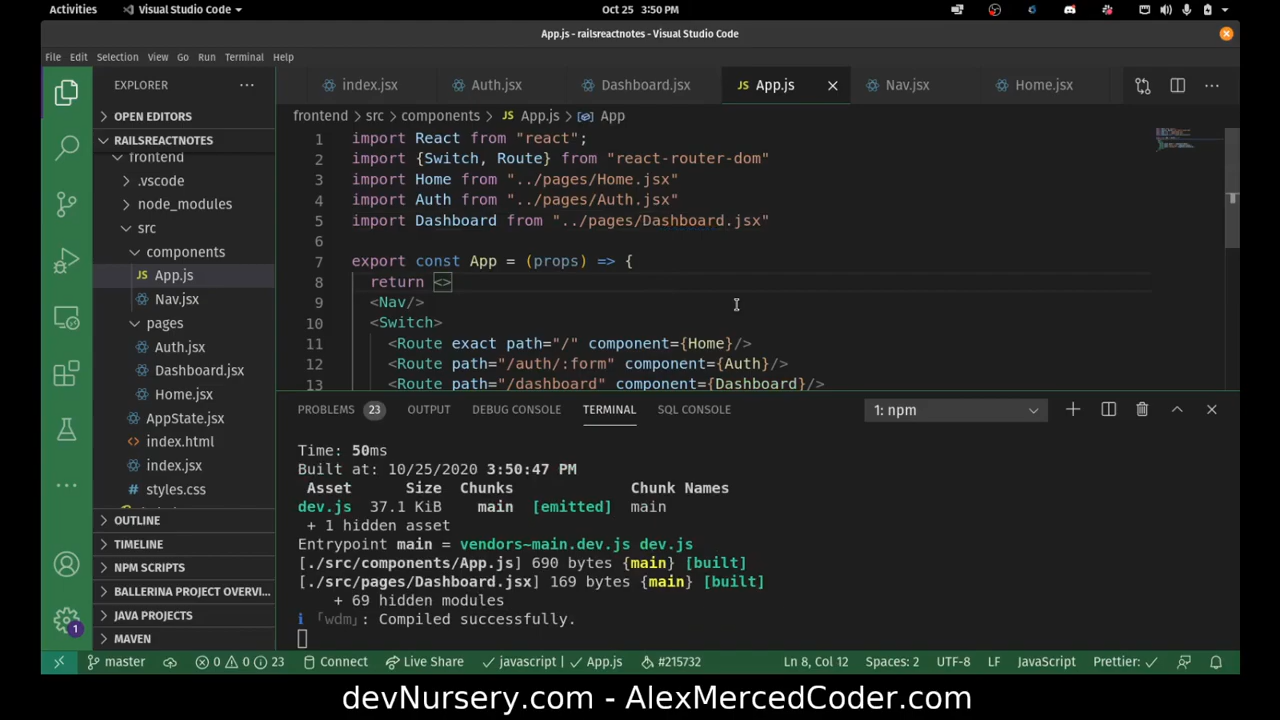 Activities
Visual Studio Code
Oct 25 3:50 PM
App.js - railsreactnotes - Visual Studio Code
File Edit Selection View Go Run Terminal Help
EXPLORER
index.jsx Auth.jsx Dashboard.jsx App.js Nav.jsx Home.jsx
OPEN EDITORS
RAILSREACTNOTES
frontend
.vscode
node_modules
src
components
App.js
Nav.jsx
pages
Auth.jsx
Dashboard.jsx
Home.jsx
AppState.jsx
index.html
index.jsx
styles.css
OUTLINE
TIMELINE
NPM SCRIPTS
BALLERINA PROJECT OVERVI...
JAVA PROJECTS
MAVEN
frontend > src > components > App.js > App
1 import React from "react";
2 import {Switch, Route} from "react-router-dom"
3 import Home from "../pages/Home.jsx"
4 import Auth from "../pages/Auth.jsx"
5 import Dashboard from "../pages/Dashboard.jsx"
6
7 export const App = (props) => {
8 return <>
9 <Nav/>
10 <Switch>
11 <Route exact path="/" component={Home}/>
12 <Route path="/auth/:form" component={Auth}/>
13 <Route path="/dashboard" component={Dashboard}/>
PROBLEMS 23 OUTPUT DEBUG CONSOLE TERMINAL SQL CONSOLE 1: npm
Time: 50ms
Built at: 10/25/2020 3:50:47 PM
Asset Size Chunks Chunk Names
dev.js 37.1 KiB main [emitted] main
+ 1 hidden asset
Entrypoint main = vendors~main.dev.js dev.js
[./src/components/App.js] 690 bytes {main} [built]
[./src/pages/Dashboard.jsx] 169 bytes {main} [built]
+ 69 hidden modules
ℹ 「wdm」: Compiled successfully.
1
master 0 0 23 Connect Live Share javascript | App.js #215732 Ln 8, Col 12 Spaces: 2 UTF-8 LF JavaScript Prettier: ✓
devNursery.com - AlexMercedCoder.com